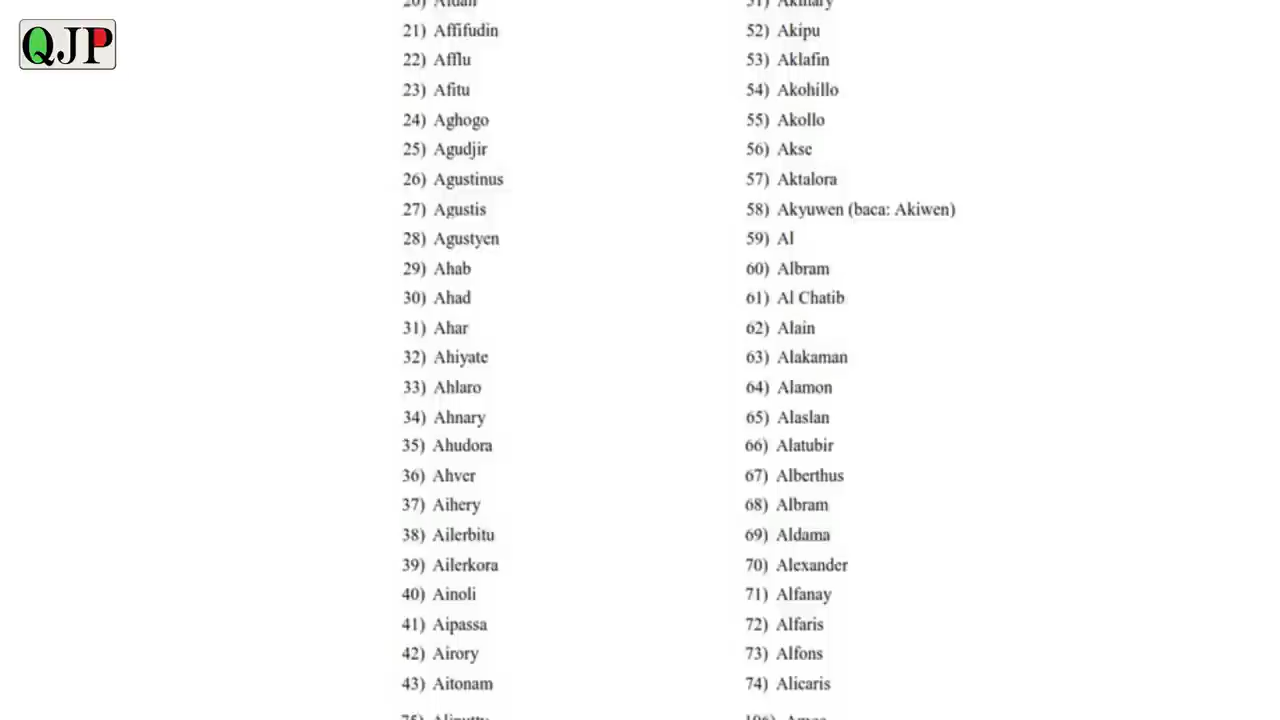 QJP
21) Affifudin
22) Afflu
23) Afitu
24) Aghogo
25) Agudjir
26) Agustinus
27) Agustis
28) Agustyen
29) Ahab
30) Ahad
31) Ahar
32) Ahiyate
33) Ahlaro
34) Ahnary
35) Ahudora
36) Ahver
37) Aihery
38) Ailerbitu
39) Ailerkora
40) Ainoli
41) Aipassa
42) Airory
43) Aitonam
52) Akipu
53) Aklafin
54) Akohillo
55) Akollo
56) Akse
57) Aktalora
58) Akyuwen (baca: Akiwen)
59) Al
60) Albram
61) Al Chatib
62) Alain
63) Alakaman
64) Alamon
65) Alaslan
66) Alatubir
67) Alberthus
68) Albram
69) Aldama
70) Alexander
71) Alfanay
72) Alfaris
73) Alfons
74) Alicaris